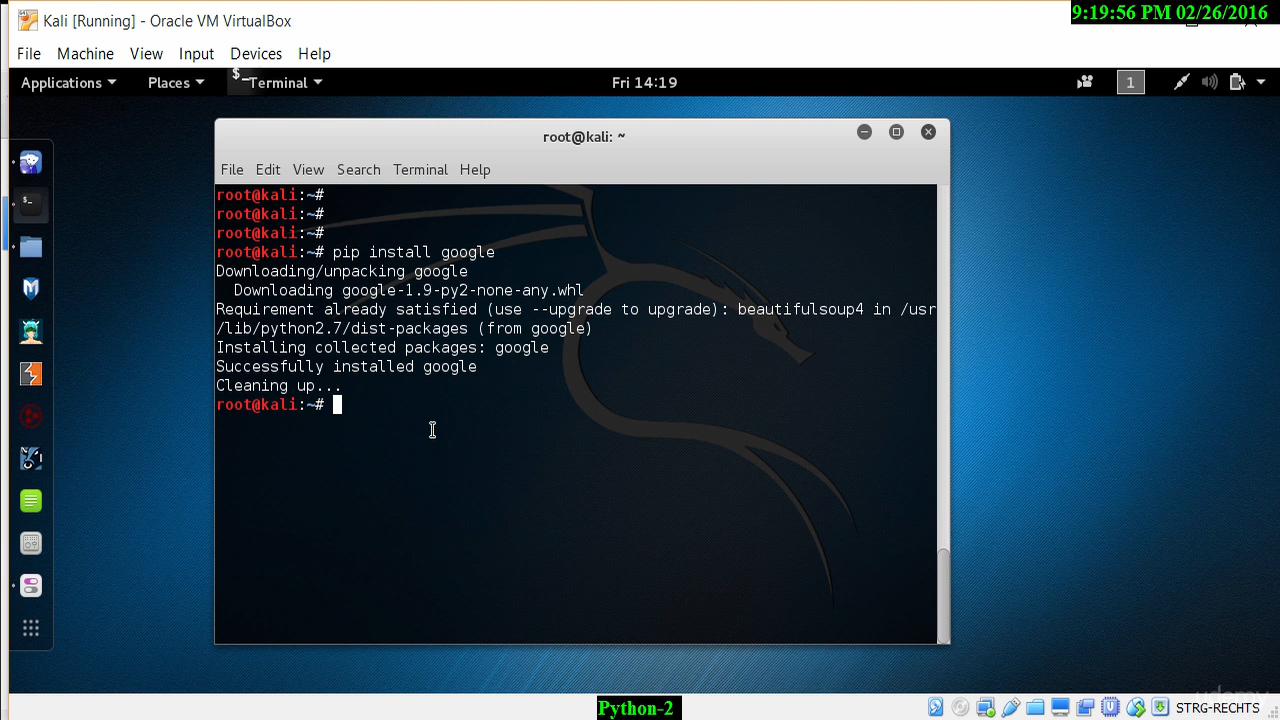 Kali [Running] - Oracle VM VirtualBox
9:19:56 PM 02/26/2016
File Machine View Input Devices Help
Applications Places Terminal Fri 14:19 1
root@kali: ~
File Edit View Search Terminal Help
root@kali:~#
root@kali:~#
root@kali:~#
root@kali:~# pip install google
Downloading/unpacking google
Downloading google-1.9-py2-none-any.whl
Requirement already satisfied (use --upgrade to upgrade): beautifulsoup4 in /usr
/lib/python2.7/dist-packages (from google)
Installing collected packages: google
Successfully installed google
Cleaning up...
root@kali:~#
udemy
Python-2
STRG-RECHTS